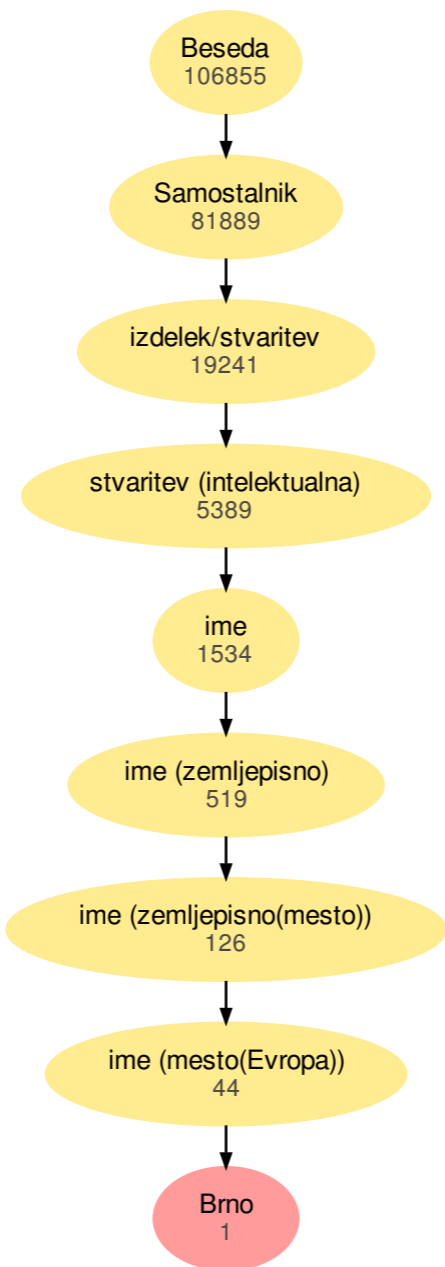 Beseda
106855
Samostalnik
81889
izdelek/stvaritev
19241
stvaritev (intelektualna)
5389
ime
1534
ime (zemljepisno)
519
ime (zemljepisno(mesto))
126
ime (mesto(Evropa))
44
Brno
1